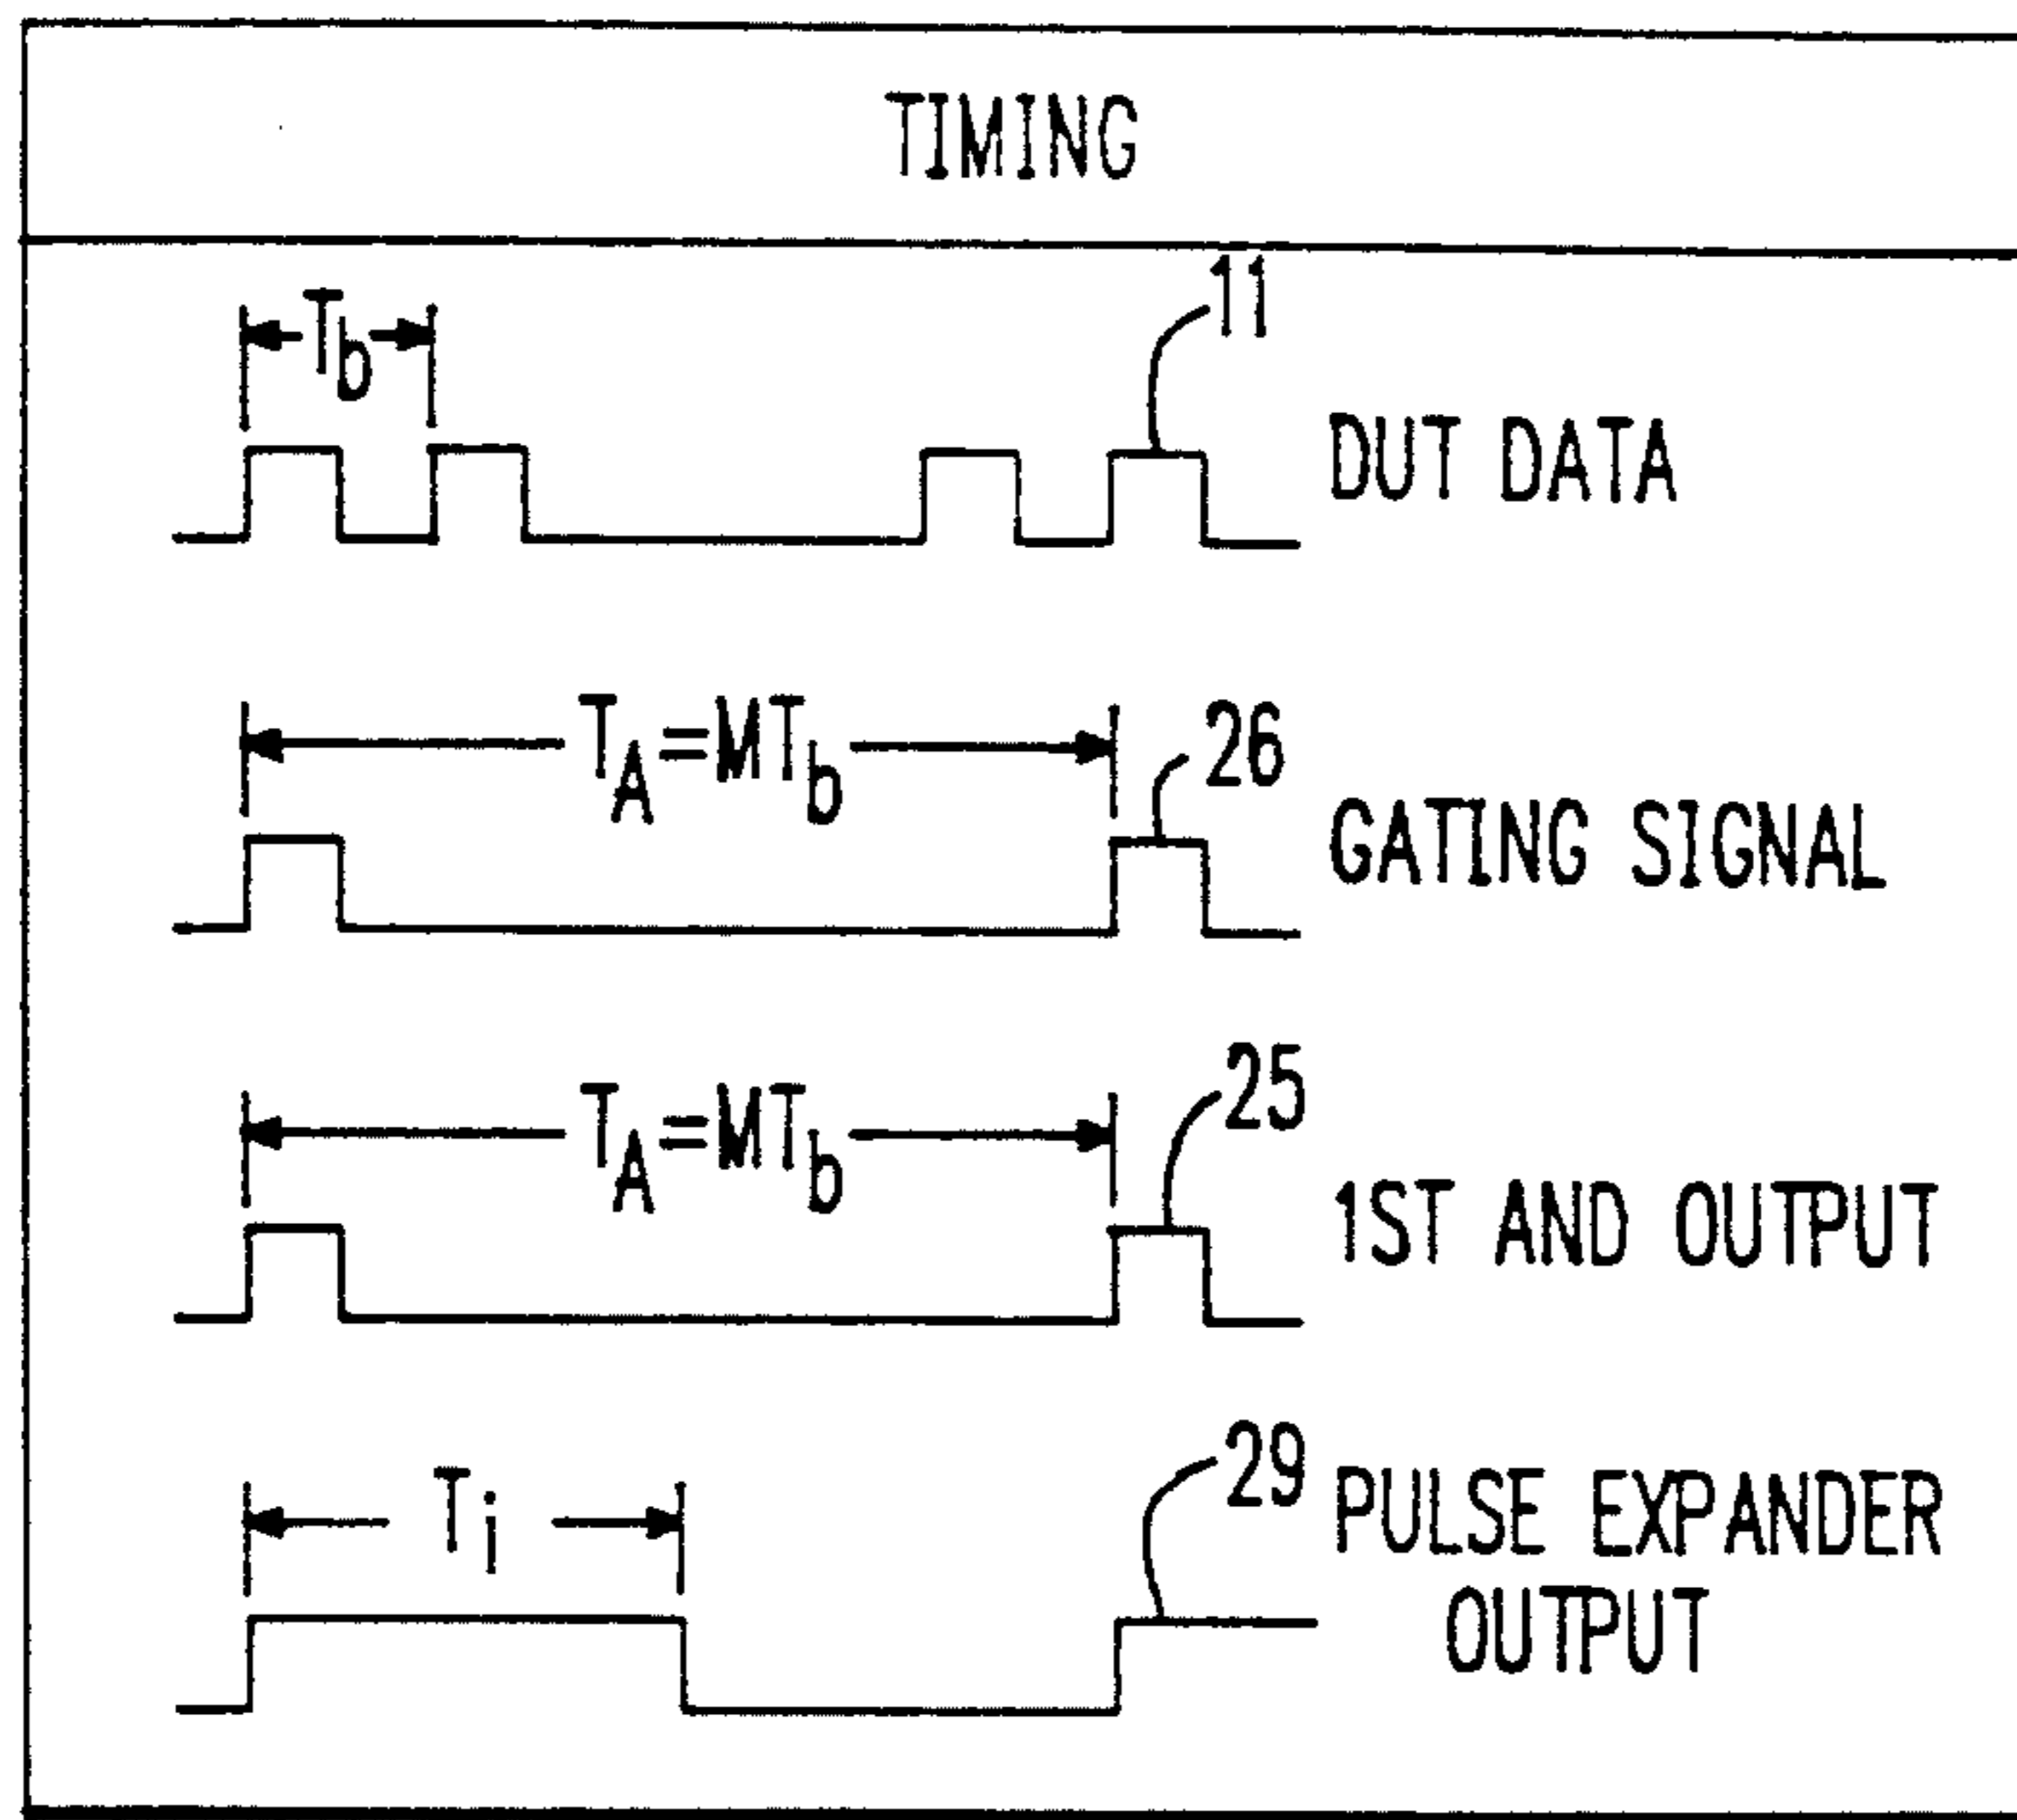 TIMING
Tb
11
DUT DATA
TA=MTb
26
GATING SIGNAL
TA=MTb
25
1ST AND OUTPUT
Ti
29
PULSE EXPANDER
OUTPUT